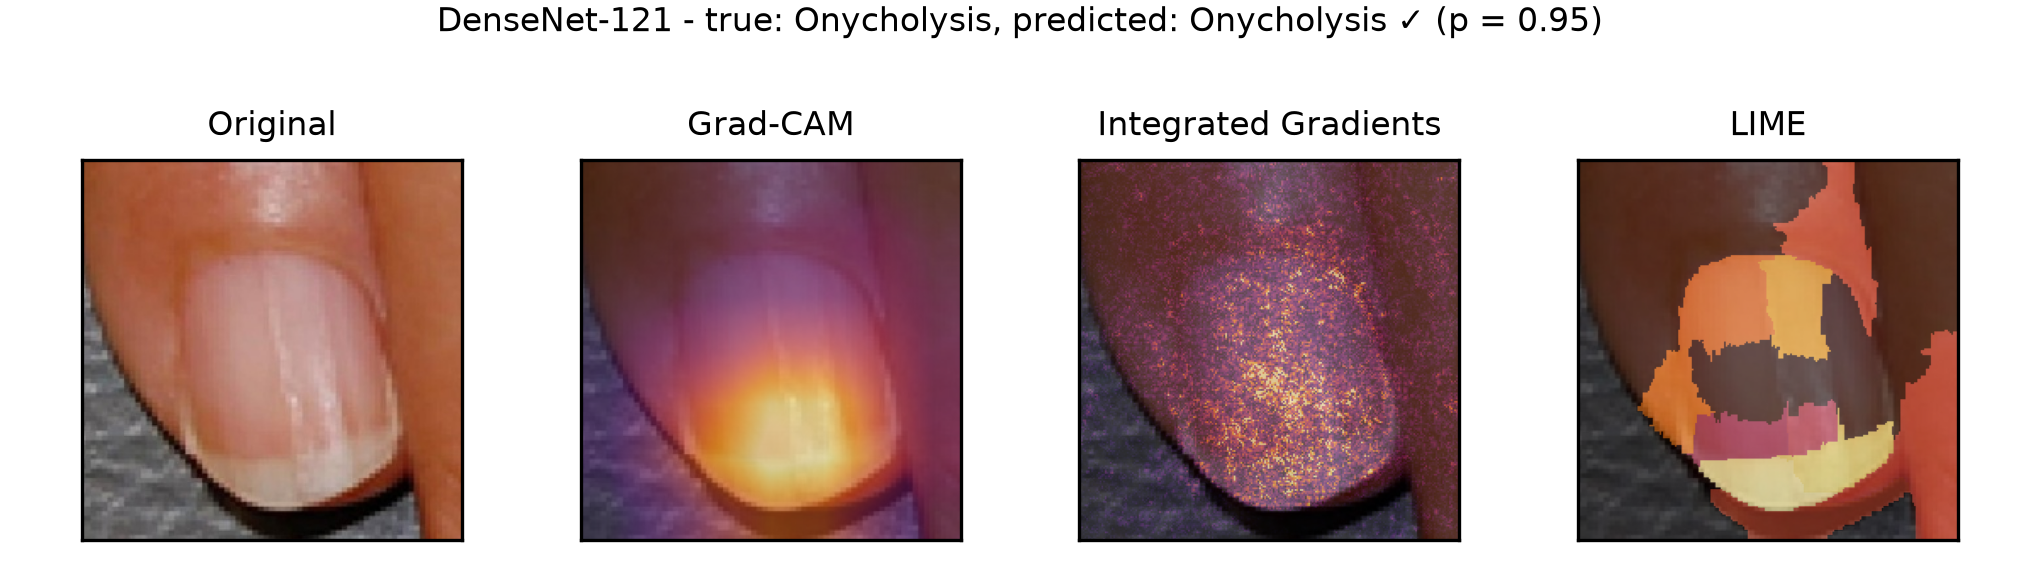 DenseNet-121 - true: Onycholysis, predicted: Onycholysis ✓ (p = 0.95)
Original
Grad-CAM
Integrated Gradients
LIME